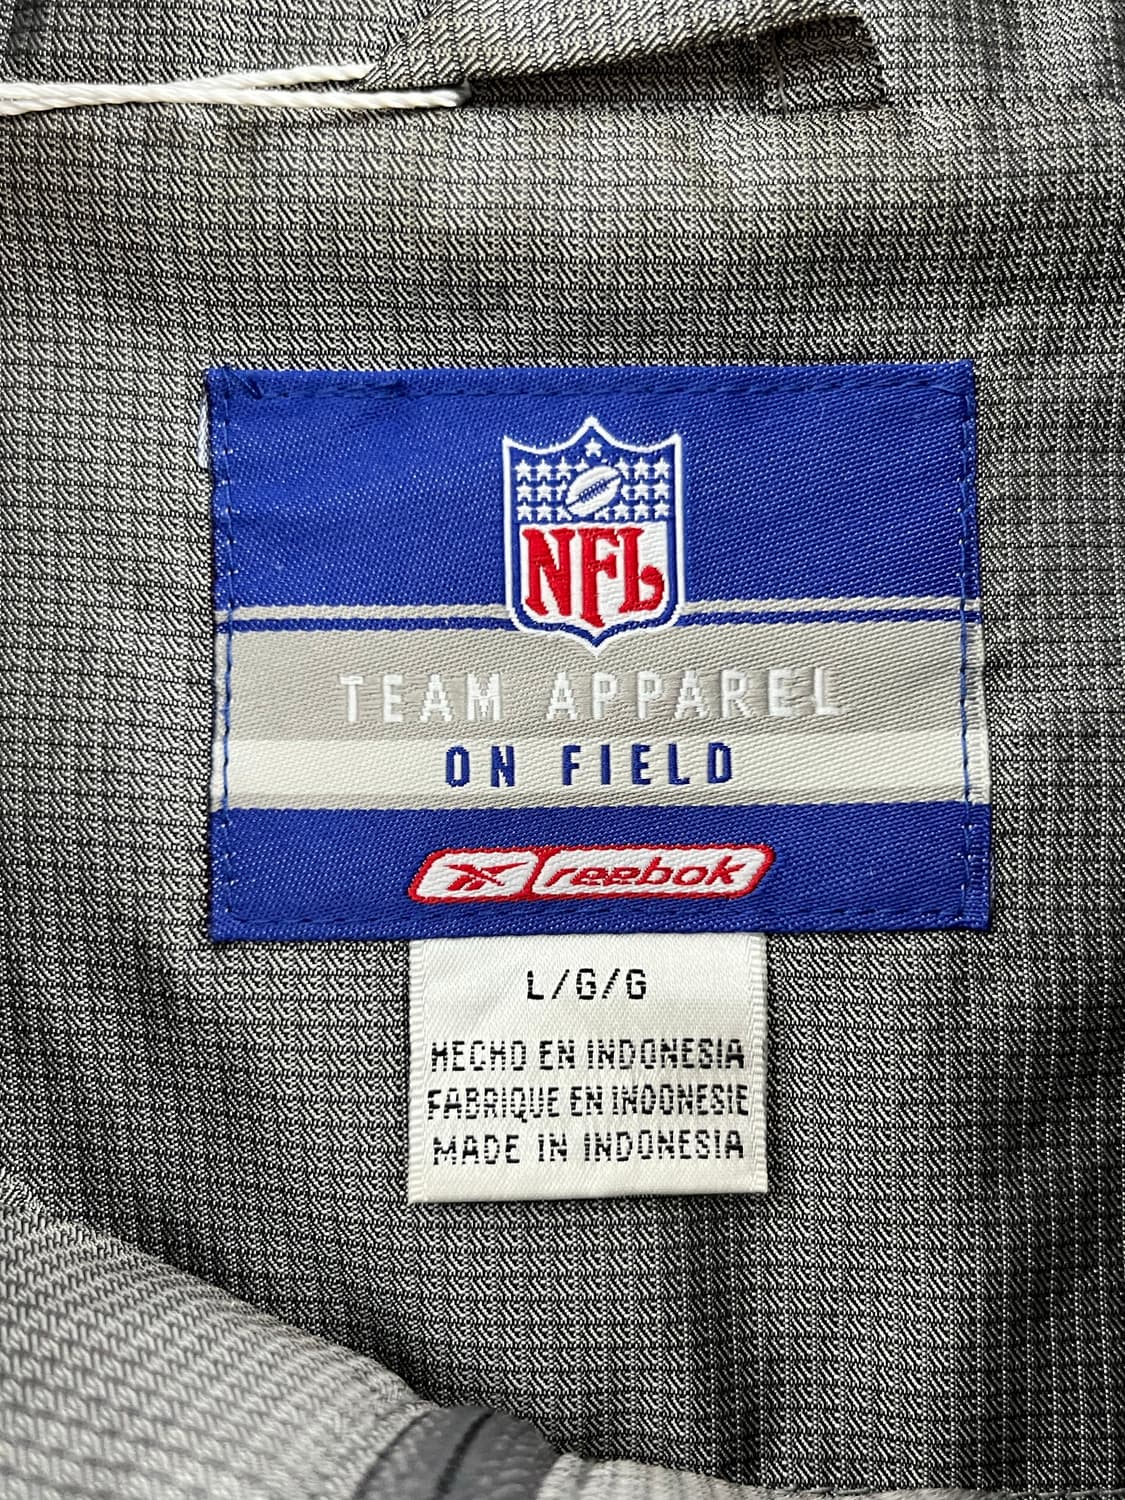 NFL
TEAM APPAREL
ON FIELD
reebok
L/G/G
HECHO EN INDONESIA
FABRIQUE EN INDONESIE
MADE IN INDONESIA